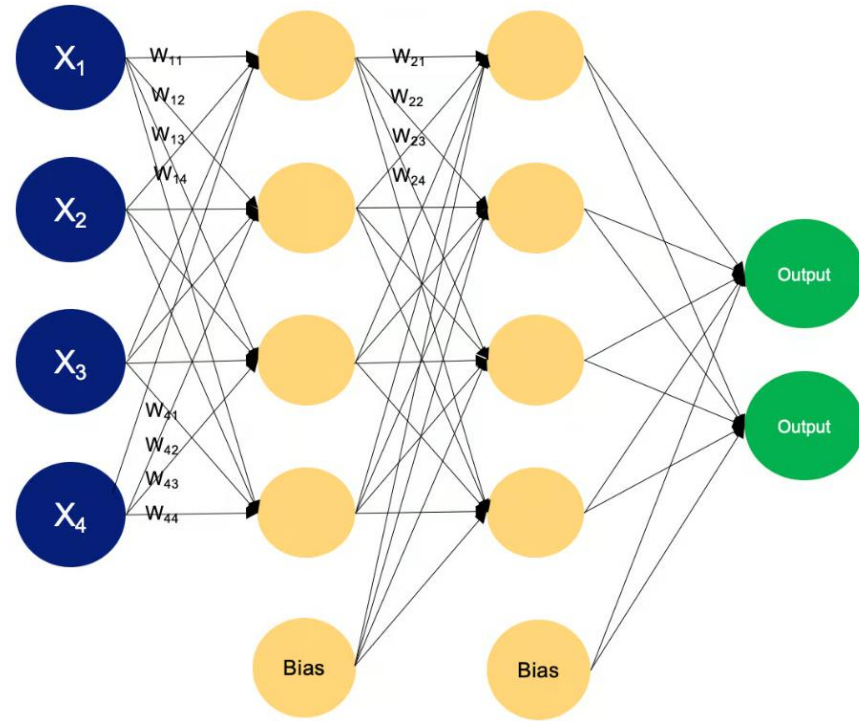 X₁
X₂
X₃
X₄
W₁₁
W₁₂
W₁₃
W₁₄
W₄₁
W₄₂
W₄₃
W₄₄
W₂₁
W₂₂
W₂₃
W₂₄
Bias
Bias
Output
Output